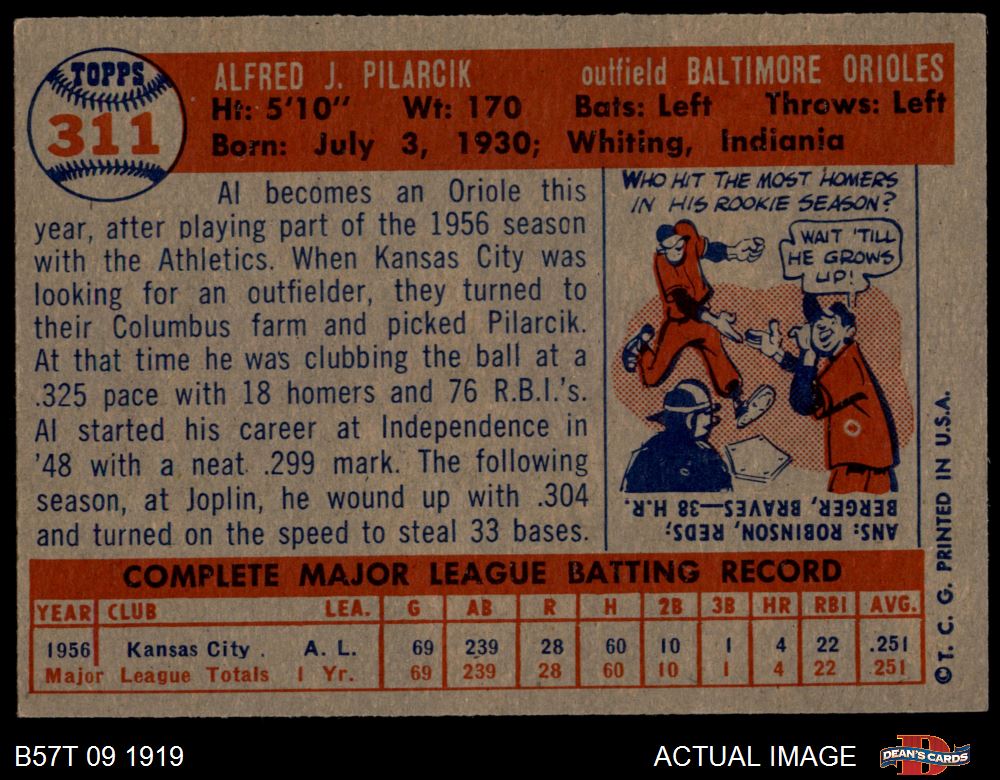 TOPPS
311
ALFRED J. PILARCIK outfield BALTIMORE ORIOLES
Ht: 5'10" Wt: 170 Bats: Left Throws: Left
Born: July 3, 1930; Whiting, Indiania
Al becomes an Oriole this
year, after playing part of the 1956 season
with the Athletics. When Kansas City was
looking for an outfielder, they turned to
their Columbus farm and picked Pilarcik.
At that time he was clubbing the ball at a
.325 pace with 18 homers and 76 R.B.I.'s.
Al started his career at Independence in
'48 with a neat .299 mark. The following
season, at Joplin, he wound up with .304
and turned on the speed to steal 33 bases.
WHO HIT THE MOST HOMERS
IN HIS ROOKIE SEASON?
WAIT 'TILL
HE GROWS
UP!
ANS: ROBINSON, REDS;
BERGER, BRAVES—38 H.R.
COMPLETE MAJOR LEAGUE BATTING RECORD
YEAR CLUB LEA. G AB R H 2B 3B HR RBI AVG.
1956 Kansas City . A. L. 69 239 28 60 10 1 4 22 .251
Major League Totals 1 Yr. 69 239 28 60 10 1 4 22 .251
©T. C. G. PRINTED IN U.S.A.
B57T 09 1919 ACTUAL IMAGE DEAN'S CARDS